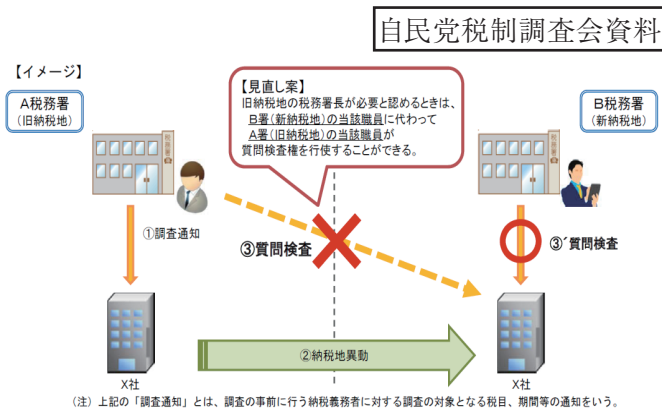 自民党税制調査会資料
【イメージ】
A税務署
（旧納税地）
【見直し案】
旧納税地の税務署長が必要と認めるときは、
B署（新納税地）の当該職員に代わって
A署（旧納税地）の当該職員が
質問検査権を行使することができる。
B税務署
（新納税地）
税務署
税務署
①調査通知
③質問検査
③´質問検査
②納税地異動
X社
X社
（注）上記の「調査通知」とは、調査の事前に行う納税義務者に対する調査の対象となる税目、期間等の通知をいう。